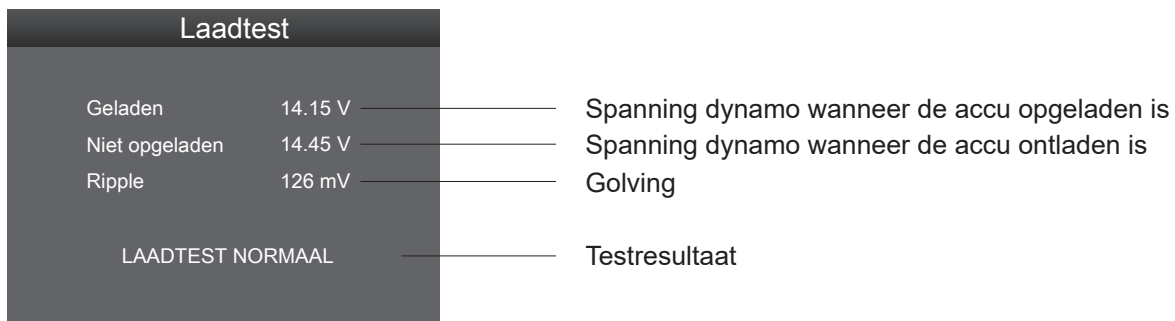 Laadtest
Geladen 14.15 V Spanning dynamo wanneer de accu opgeladen is
Niet opgeladen 14.45 V Spanning dynamo wanneer de accu ontladen is
Ripple 126 mV Golving
LAADTEST NORMAAL Testresultaat